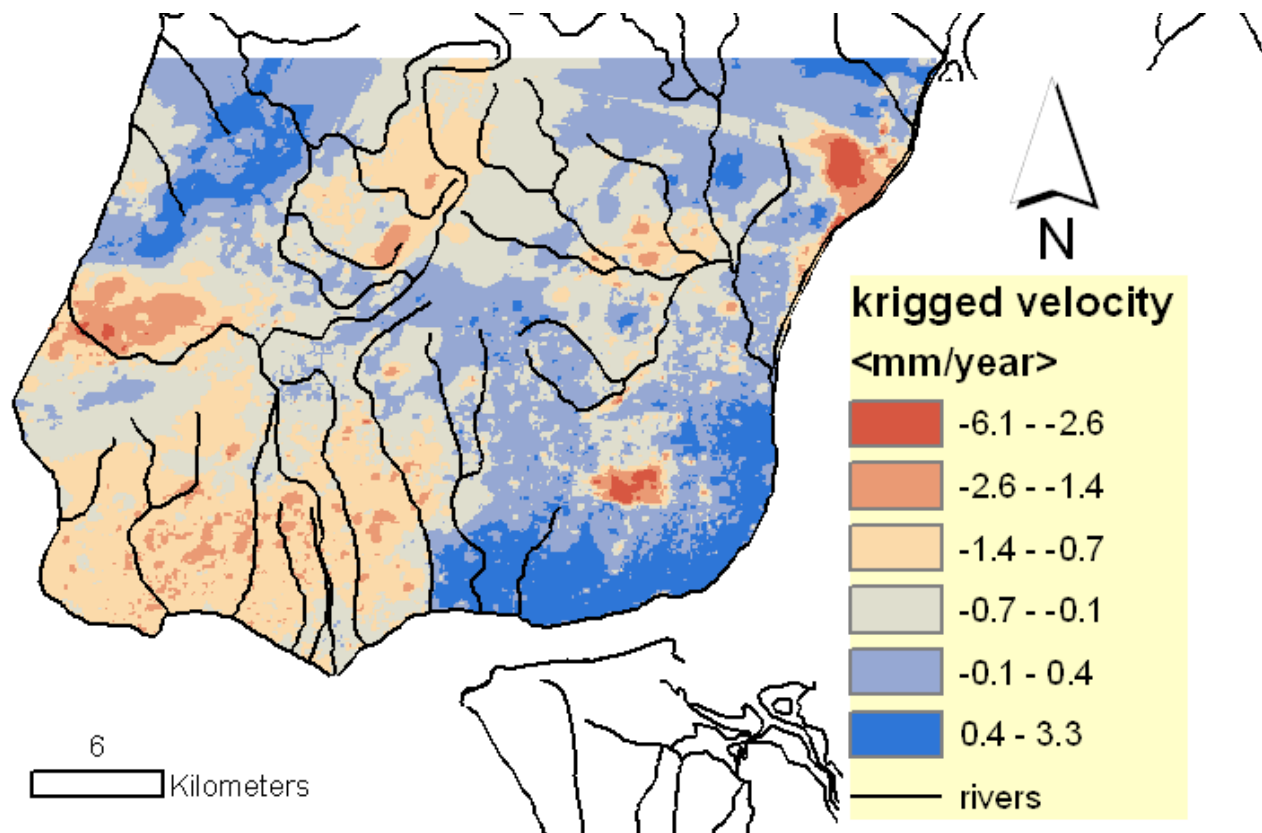 N
krigged velocity
<mm/year>
-6.1 - -2.6
-2.6 - -1.4
-1.4 - -0.7
-0.7 - -0.1
-0.1 - 0.4
0.4 - 3.3
rivers
6
Kilometers